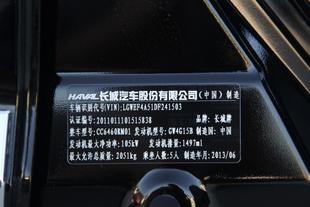 HAVAL 长城汽车股份有限公司 (中国) 制造
车辆识别代号(VIN):LGWEF4A51DF241503
认证编号:2011011101515838 品牌:长城牌
整车型号:CC6460RM01 发动机型号:GW4G15B 制造国:中国
发动机最大净功率:105kW 发动机排量:1497ml
最大允许总质量:2051kg 乘坐人数:5人 制造年月:2013/06